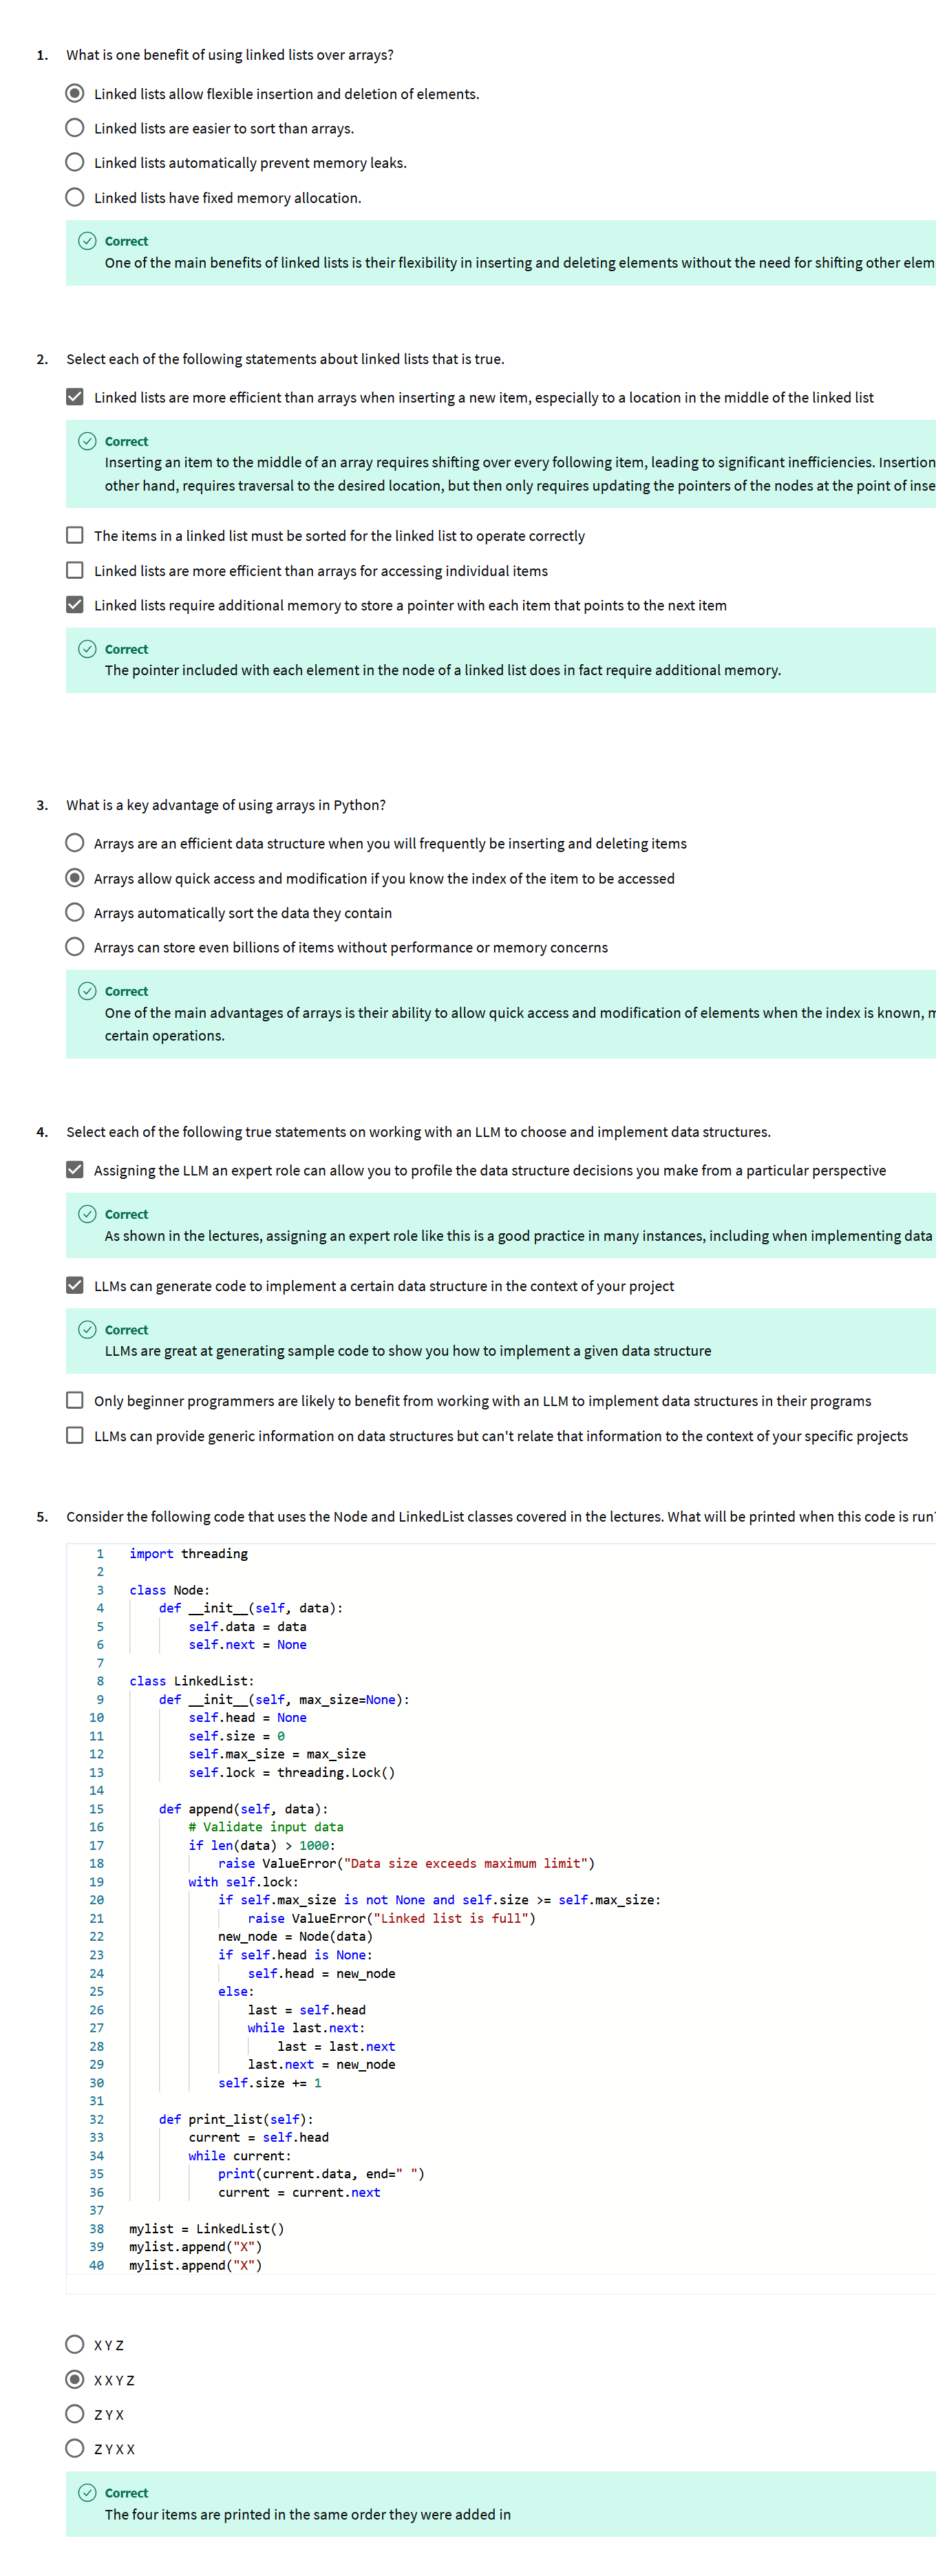 1. What is one benefit of using linked lists over arrays?
Linked lists allow flexible insertion and deletion of elements.
Linked lists are easier to sort than arrays.
Linked lists automatically prevent memory leaks.
Linked lists have fixed memory allocation.
Correct
One of the main benefits of linked lists is their flexibility in inserting and deleting elements without the need for shifting other elem
2. Select each of the following statements about linked lists that is true.
Linked lists are more efficient than arrays when inserting a new item, especially to a location in the middle of the linked list
Correct
Inserting an item to the middle of an array requires shifting over every following item, leading to significant inefficiencies. Insertion
other hand, requires traversal to the desired location, but then only requires updating the pointers of the nodes at the point of inse
The items in a linked list must be sorted for the linked list to operate correctly
Linked lists are more efficient than arrays for accessing individual items
Linked lists require additional memory to store a pointer with each item that points to the next item
Correct
The pointer included with each element in the node of a linked list does in fact require additional memory.
3. What is a key advantage of using arrays in Python?
Arrays are an efficient data structure when you will frequently be inserting and deleting items
Arrays allow quick access and modification if you know the index of the item to be accessed
Arrays automatically sort the data they contain
Arrays can store even billions of items without performance or memory concerns
Correct
One of the main advantages of arrays is their ability to allow quick access and modification of elements when the index is known, m
certain operations.
4. Select each of the following true statements on working with an LLM to choose and implement data structures.
Assigning the LLM an expert role can allow you to profile the data structure decisions you make from a particular perspective
Correct
As shown in the lectures, assigning an expert role like this is a good practice in many instances, including when implementing data
LLMs can generate code to implement a certain data structure in the context of your project
Correct
LLMs are great at generating sample code to show you how to implement a given data structure
Only beginner programmers are likely to benefit from working with an LLM to implement data structures in their programs
LLMs can provide generic information on data structures but can't relate that information to the context of your specific projects
5. Consider the following code that uses the Node and LinkedList classes covered in the lectures. What will be printed when this code is run?
1 import threading
2
3 class Node:
4 def __init__(self, data):
5 self.data = data
6 self.next = None
7
8 class LinkedList:
9 def __init__(self, max_size=None):
10 self.head = None
11 self.size = 0
12 self.max_size = max_size
13 self.lock = threading.Lock()
14
15 def append(self, data):
16 # Validate input data
17 if len(data) > 1000:
18 raise ValueError("Data size exceeds maximum limit")
19 with self.lock:
20 if self.max_size is not None and self.size >= self.max_size:
21 raise ValueError("Linked list is full")
22 new_node = Node(data)
23 if self.head is None:
24 self.head = new_node
25 else:
26 last = self.head
27 while last.next:
28 last = last.next
29 last.next = new_node
30 self.size += 1
31
32 def print_list(self):
33 current = self.head
34 while current:
35 print(current.data, end=" ")
36 current = current.next
37
38 mylist = LinkedList()
39 mylist.append("X")
40 mylist.append("X")
X Y Z
X X Y Z
Z Y X
Z Y X X
Correct
The four items are printed in the same order they were added in